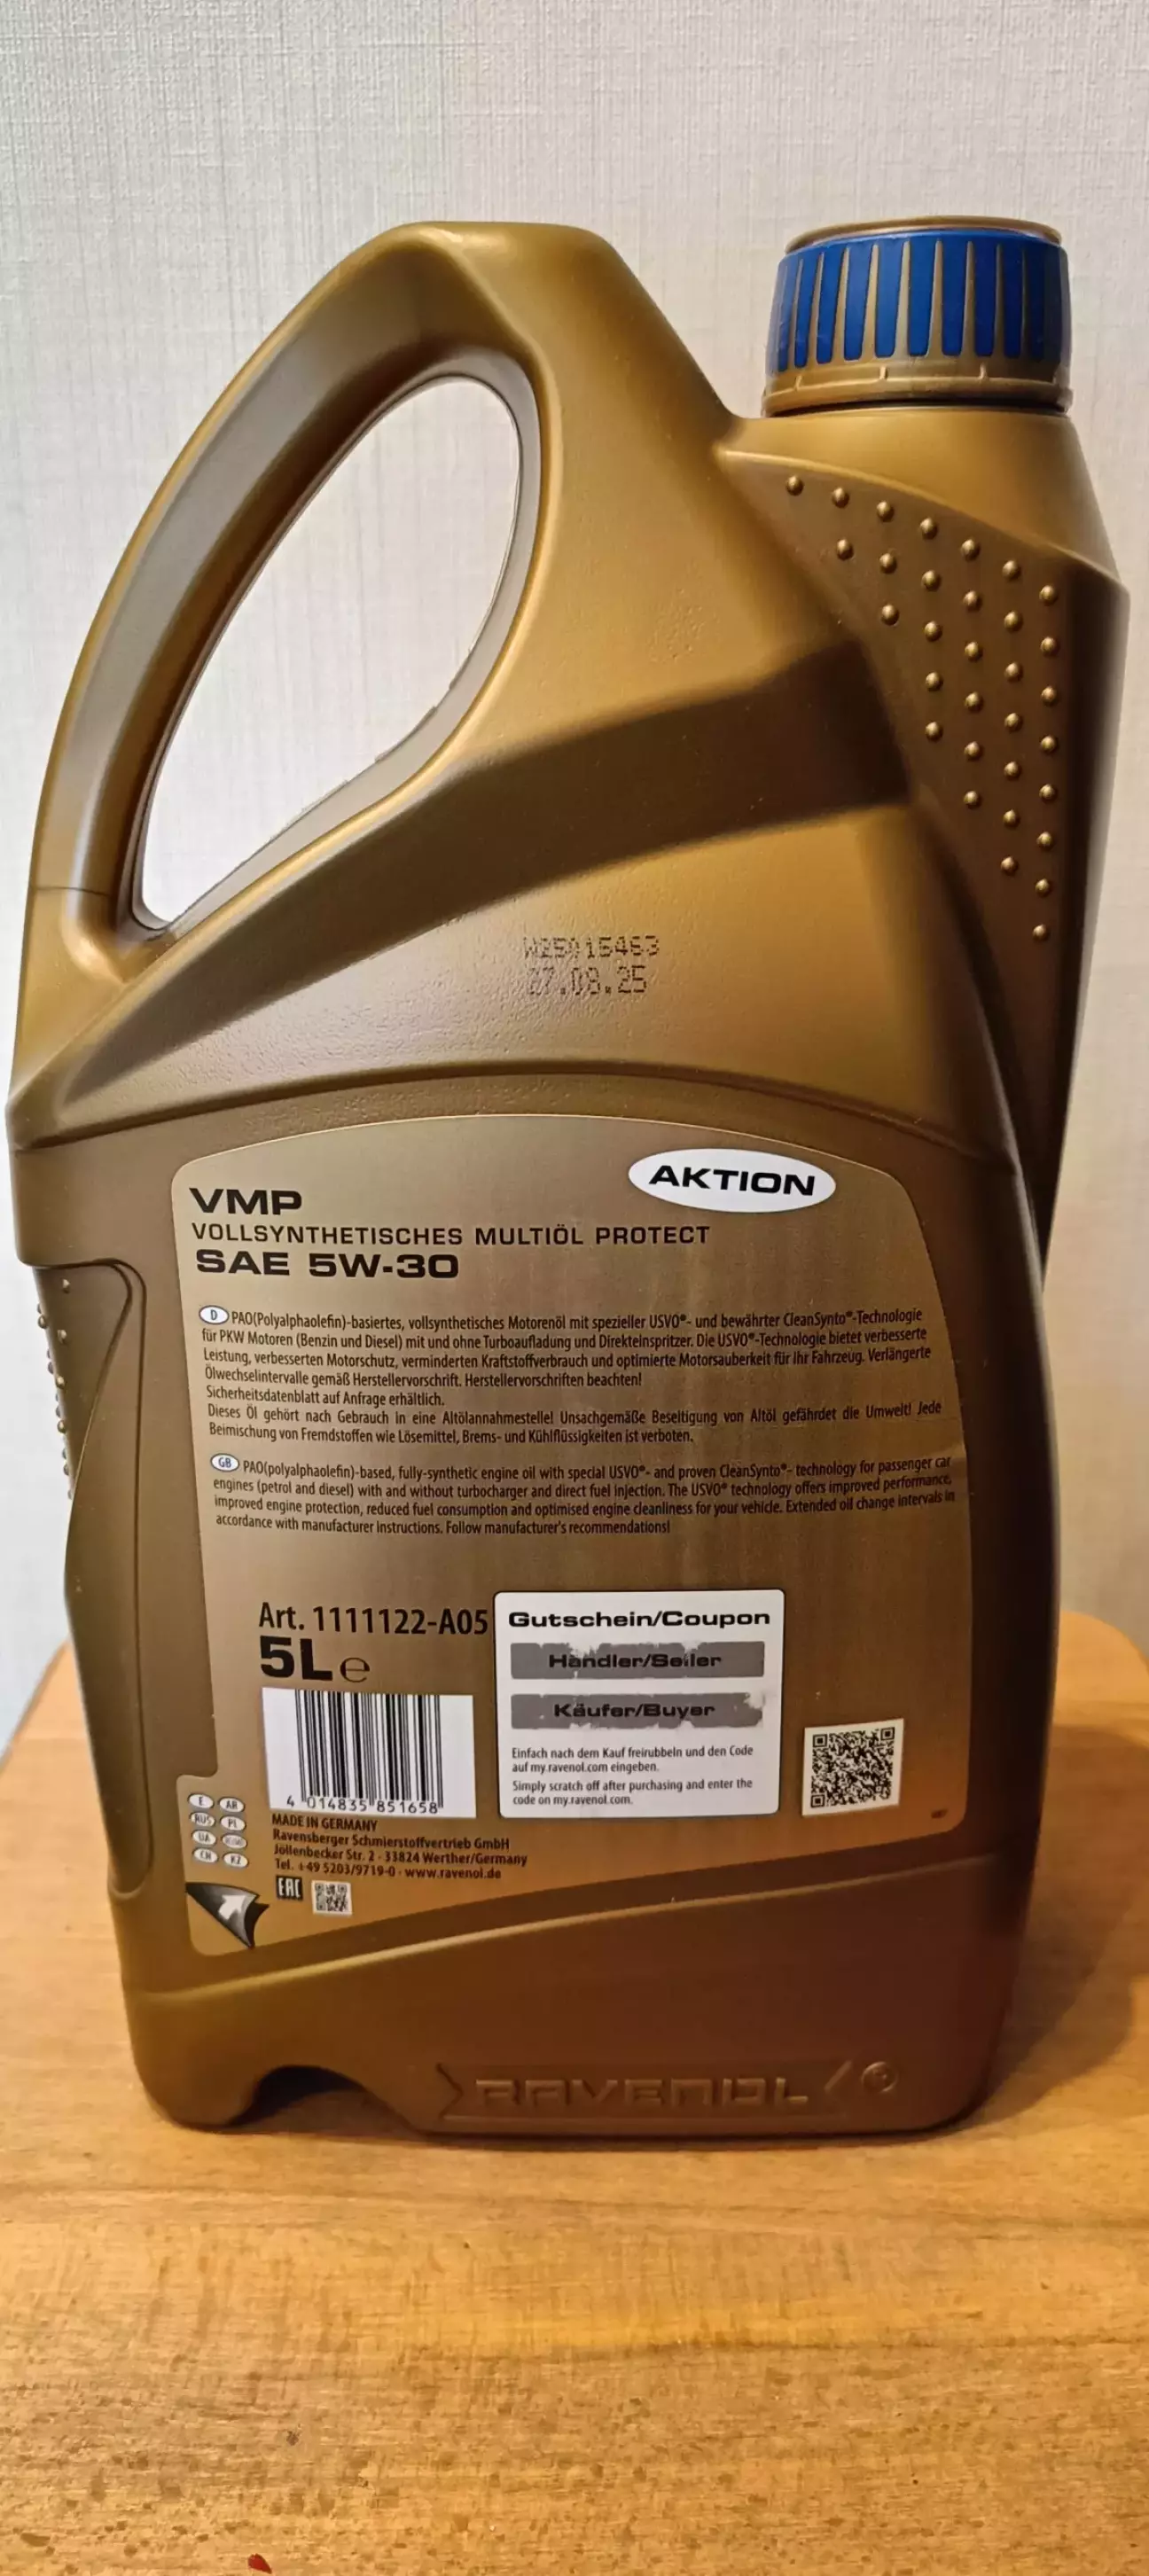 W25015463
27.08.25
AKTION
VMP
VOLLSYNTHETISCHES MULTIÖL PROTECT
SAE 5W-30
D PAO(Polyalphaolefin)-basiertes, vollsynthetisches Motorenöl mit spezieller USVO®- und bewährter CleanSynto®-Technologie
für PKW Motoren (Benzin und Diesel) mit und ohne Turboaufladung und Direkteinspritzer. Die USVO®-Technologie bietet verbesserte
Leistung, verbesserten Motorschutz, verminderten Kraftstoffverbrauch und optimierte Motorsauberkeit für Ihr Fahrzeug. Verlängerte
Ölwechselintervalle gemäß Herstellervorschrift. Herstellervorschriften beachten!
Sicherheitsdatenblatt auf Anfrage erhältlich.
Dieses Öl gehört nach Gebrauch in eine Altölannahmestelle! Unsachgemäße Beseitigung von Altöl gefährdet die Umwelt! Jede
Beimischung von Fremdstoffen wie Lösemittel, Brems- und Kühlflüssigkeiten ist verboten.
GB PAO(polyalphaolefin)-based, fully-synthetic engine oil with special USVO®- and proven CleanSynto®- technology for passenger car
engines (petrol and diesel) with and without turbocharger and direct fuel injection. The USVO® technology offers improved performance,
improved engine protection, reduced fuel consumption and optimised engine cleanliness for your vehicle. Extended oil change intervals in
accordance with manufacturer instructions. Follow manufacturer's recommendations!
Art. 1111122-A05
5L e
Gutschein/Coupon
Händler/Seller
Käufer/Buyer
Einfach nach dem Kauf freirubbeln und den Code
auf my.ravenol.com eingeben.
Simply scratch off after purchasing and enter the
code on my.ravenol.com.
4 014835 851658
E AR
RUS PL
UA
CN KZ
MADE IN GERMANY
Ravensberger Schmierstoffvertrieb GmbH
Jöllenbecker Str. 2 - 33824 Werther/Germany
Tel. +49 5203/9719-0 - www.ravenol.de
EAC
RAVENOL ®